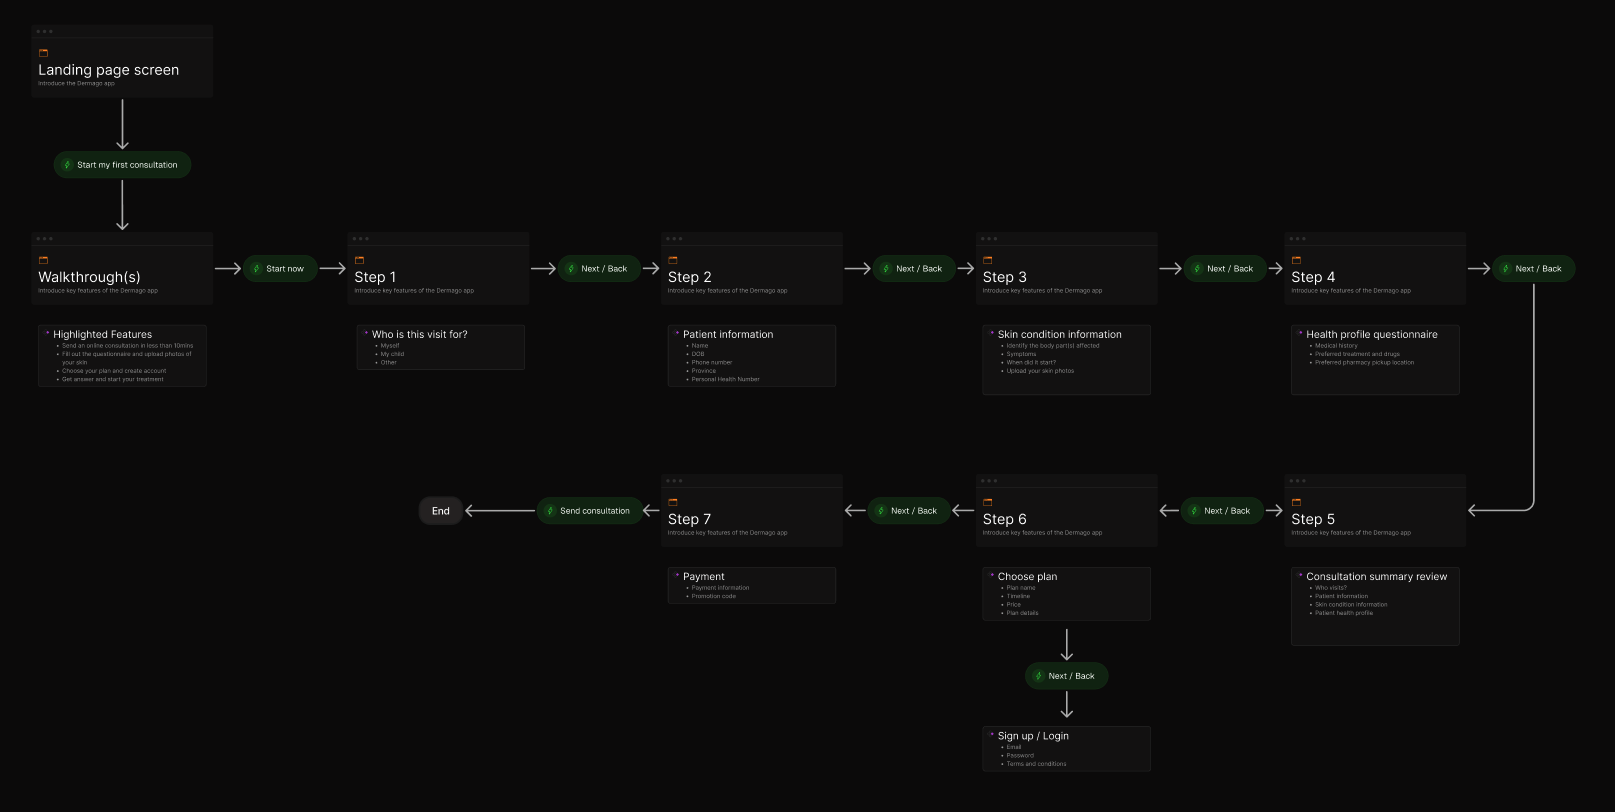 Landing page screen
Introduce the Dermago app
Start my first consultation
Walkthrough(s)
Introduce key features of the Dermago app
Start now
Step 1
Introduce key features of the Dermago app
Next / Back
Step 2
Introduce key features of the Dermago app
Next / Back
Step 3
Introduce key features of the Dermago app
Next / Back
Step 4
Introduce key features of the Dermago app
Next / Back
Highlighted Features
• Send an online consultation in less than 10mins
• Fill out the questionnaire and upload photos of
your skin
• Choose your plan and create account
• Get answer and start your treatment
Who is this visit for?
• Myself
• My child
• Other
Patient information
• Name
• DOB
• Phone number
• Province
• Personal Health Number
Skin condition information
• Identify the body part(s) affected
• Symptoms
• When did it start?
• Upload your skin photos
Health profile questionnaire
• Medical history
• Preferred treatment and drugs
• Preferred pharmacy pickup location
Step 5
Introduce key features of the Dermago app
Next / Back
Step 6
Introduce key features of the Dermago app
Next / Back
Step 7
Introduce key features of the Dermago app
Send consultation
End
Consultation summary review
• Who visits?
• Patient information
• Skin condition information
• Patient health profile
Choose plan
• Plan name
• Timeline
• Price
• Plan details
Payment
• Payment information
• Promotion code
Next / Back
Sign up / Login
• Email
• Password
• Terms and conditions